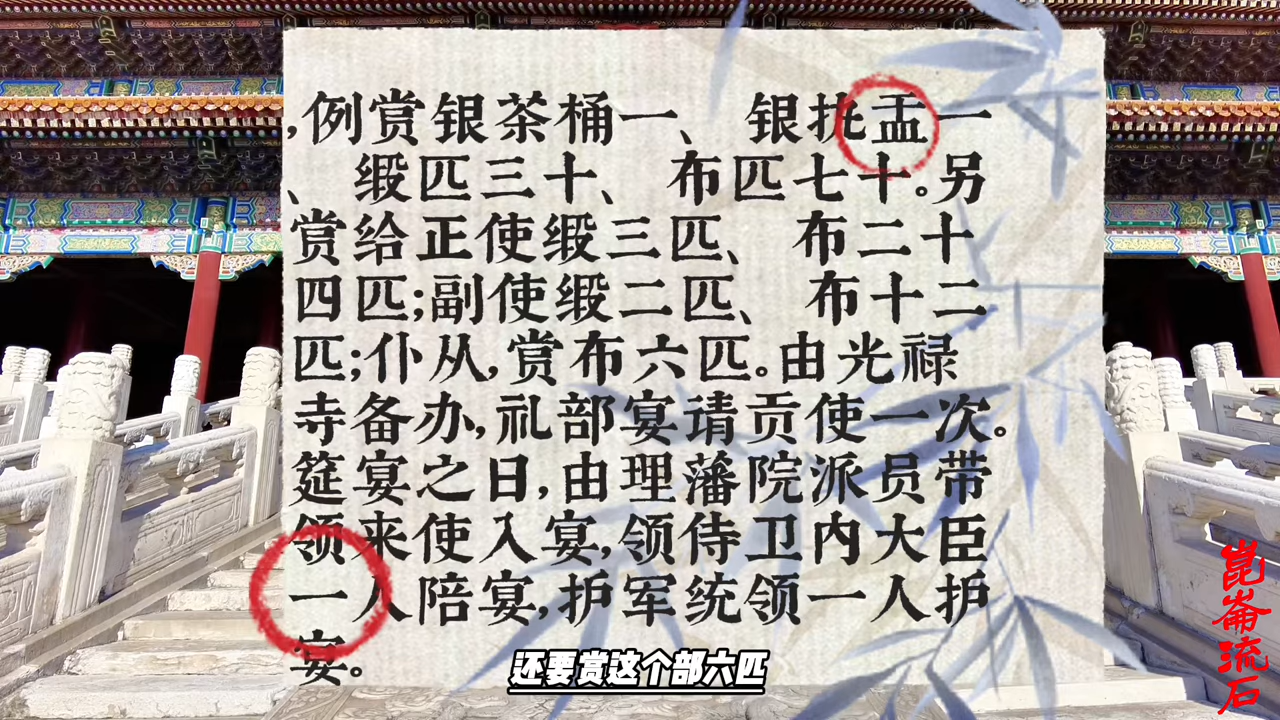 ,例赏银茶桶一、银拱盂一
、缎匹三十、布匹七十。另
赏给正使缎三匹、布二十
四匹;副使缎二匹、布十二
匹;仆从,赏布六匹。由光禄
寺备办,礼部宴请贡使一次。
筵宴之日,由理藩院派员带
领来使入宴,领侍卫内大臣
一人陪宴,护军统领一人护
宴。
还要赏这个部六匹
崑崙流石